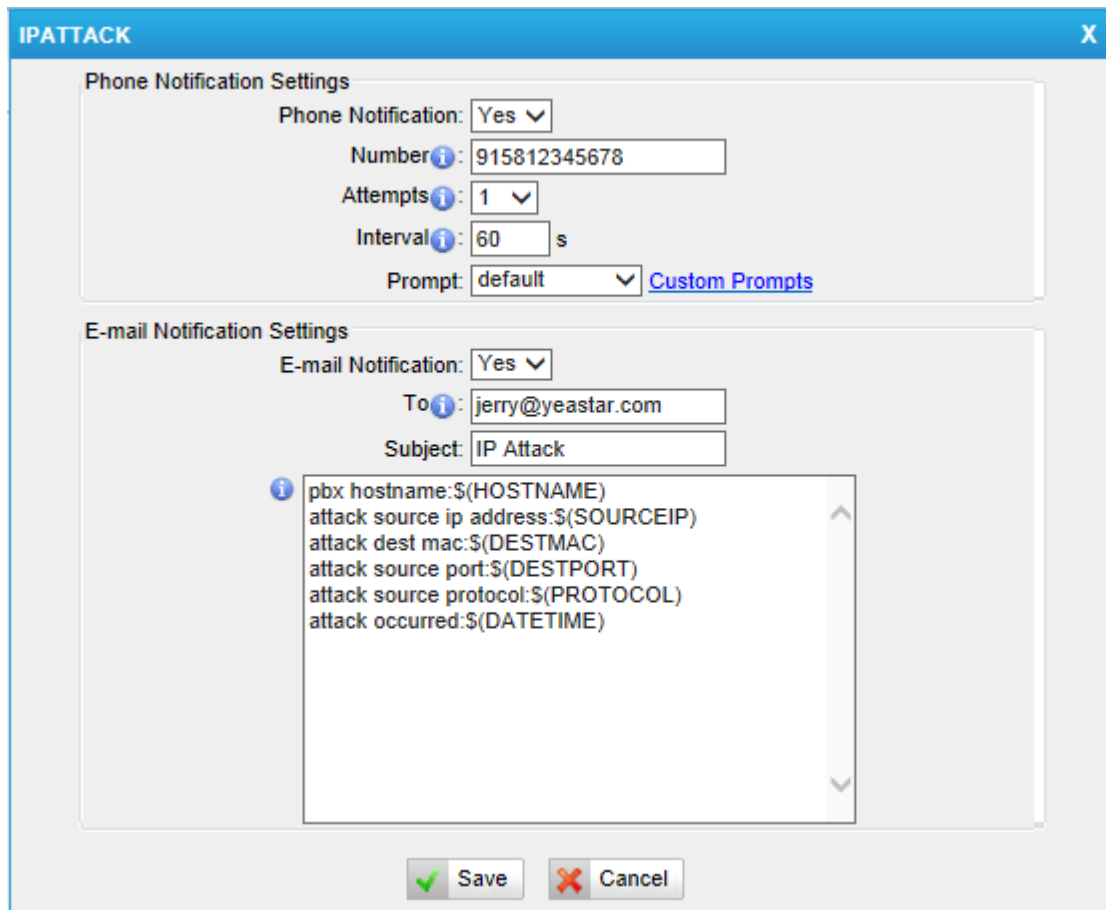 IPATTACK X
Phone Notification Settings
Phone Notification: Yes
Number: 915812345678
Attempts: 1
Interval: 60 s
Prompt: default Custom Prompts
E-mail Notification Settings
E-mail Notification: Yes
To: jerry@yeastar.com
Subject: IP Attack
pbx hostname:$(HOSTNAME)
attack source ip address:$(SOURCEIP)
attack dest mac:$(DESTMAC)
attack source port:$(DESTPORT)
attack source protocol:$(PROTOCOL)
attack occurred:$(DATETIME)
Save Cancel